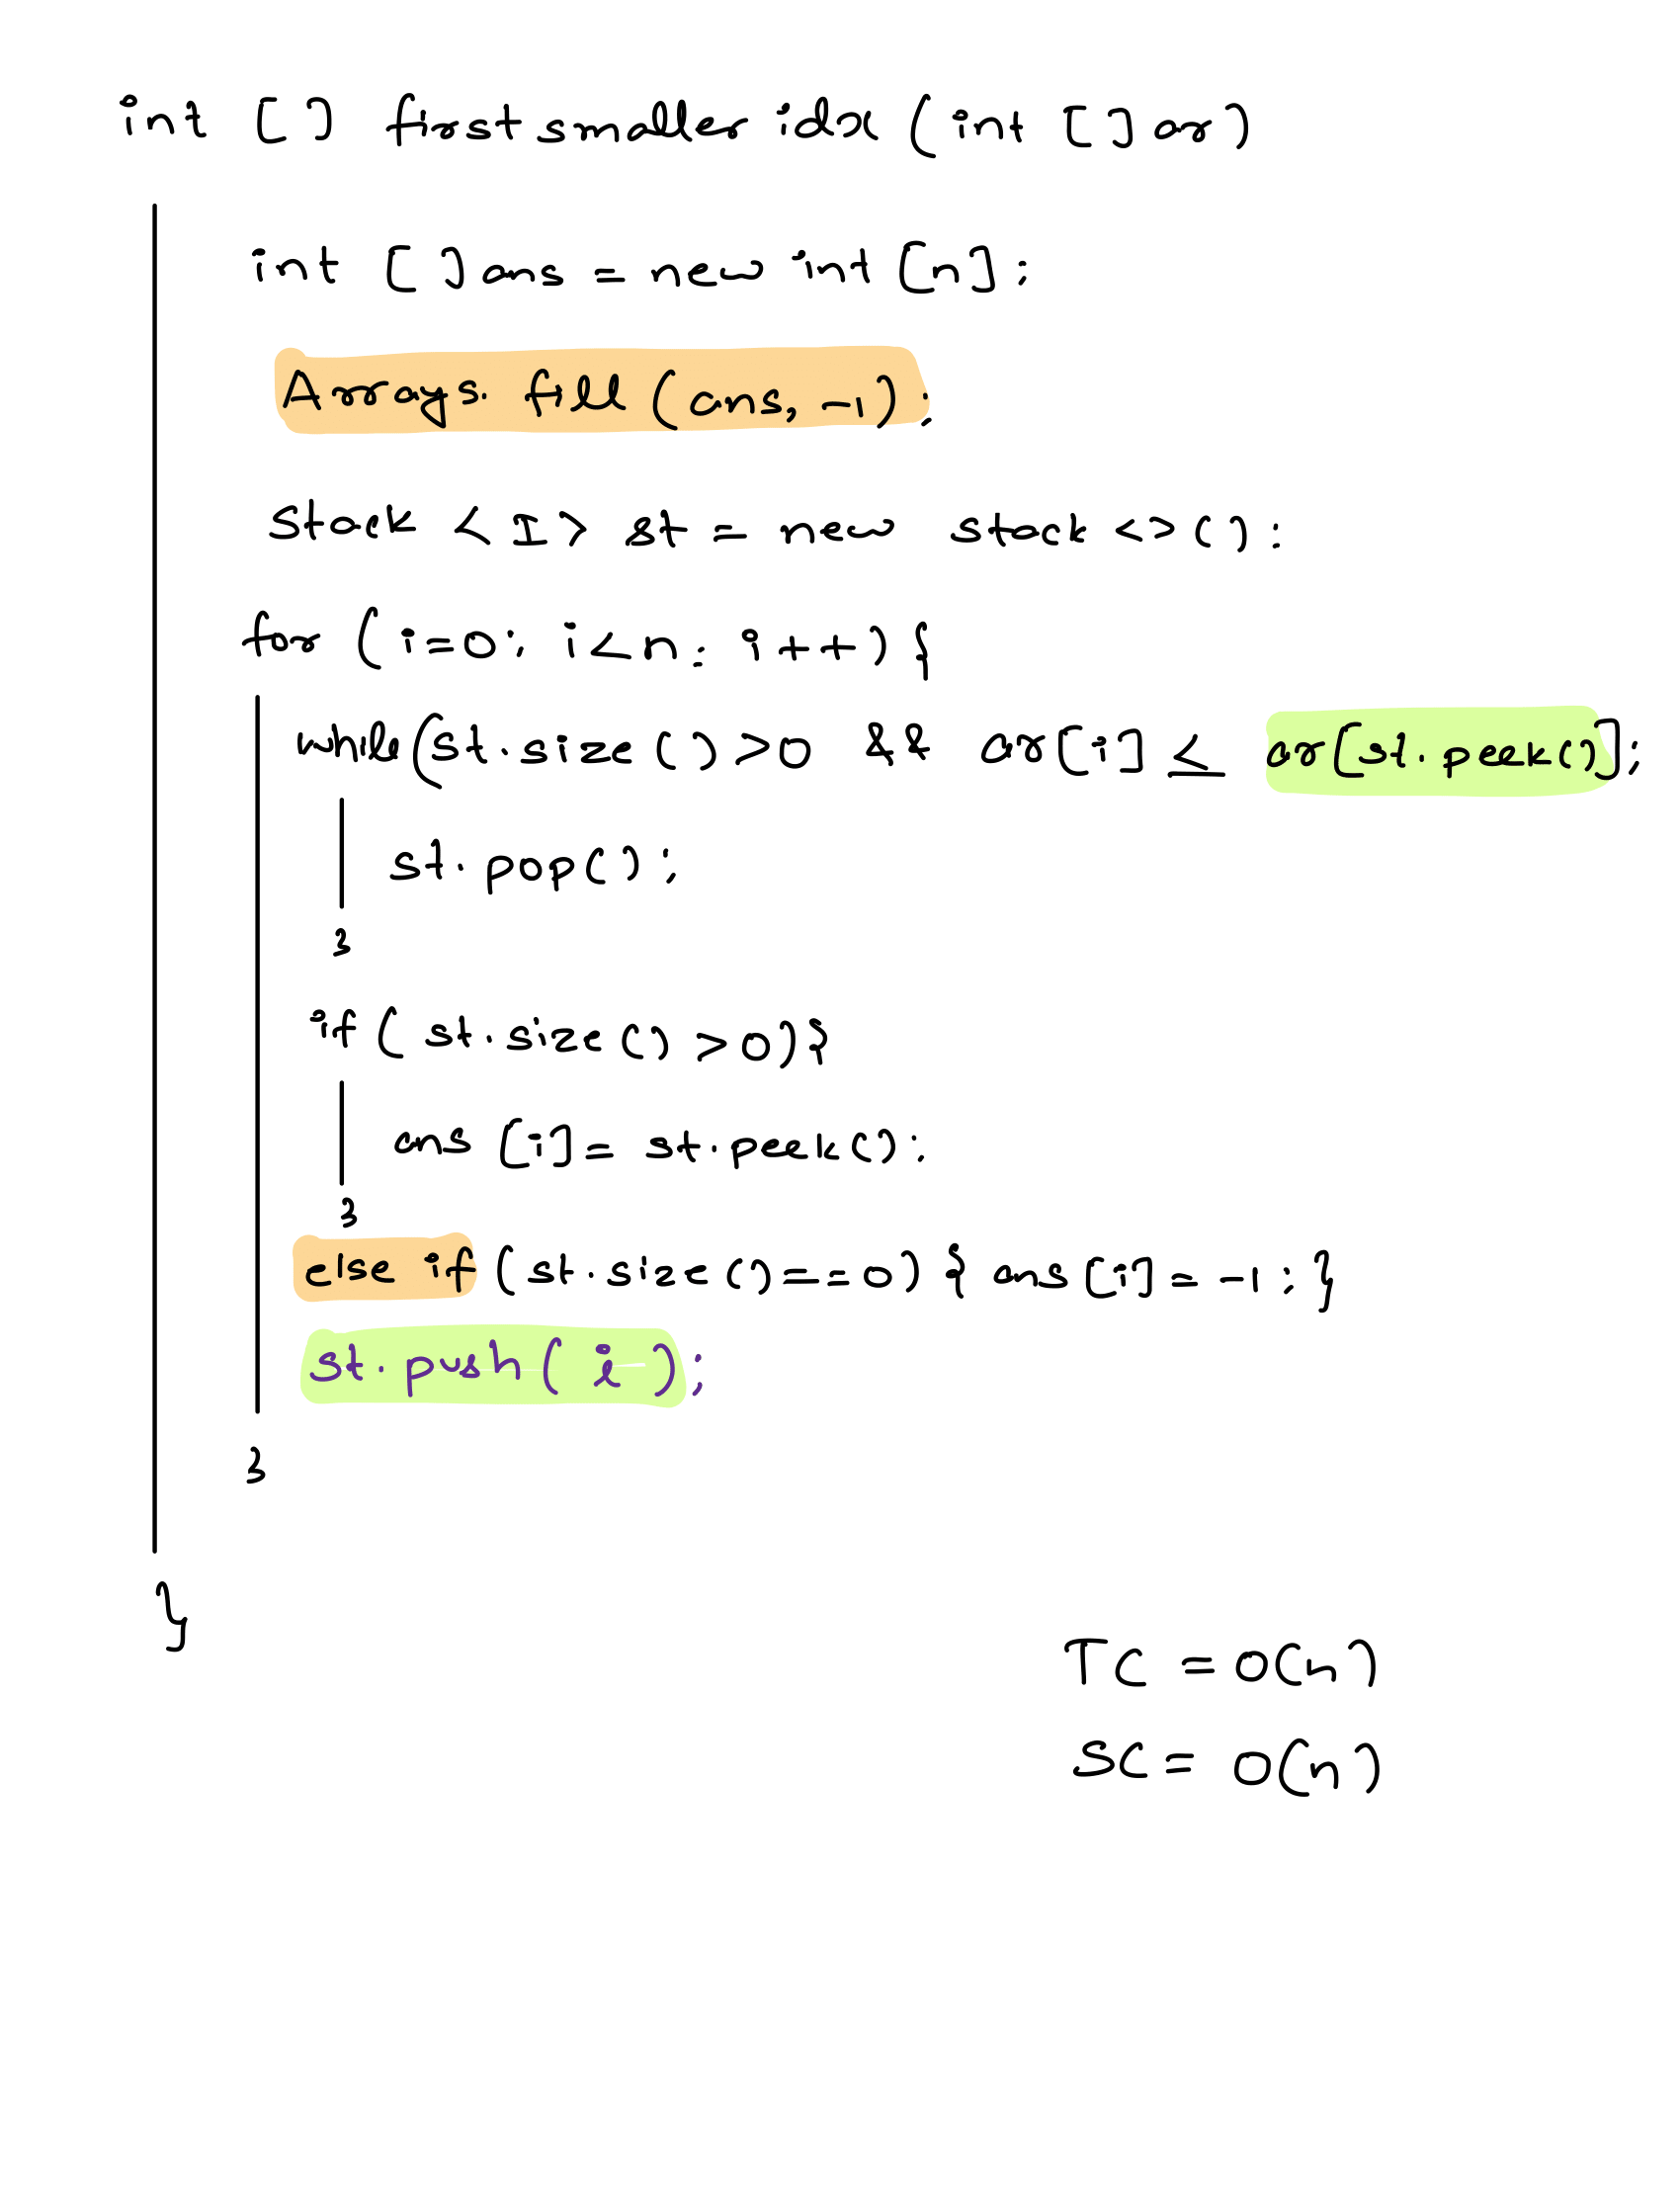 int [ ] first smaller idx (int [ ] ar)
int [ ] ans = new int [n];
Arrays. fill (ans, -1);
Stack <I> st = new stack <>();
for (i=0; i<n; i++) {
while(st.size () >0 && ar[i] ≤ ar[st.peek()];
st.pop();
}
if ( st.size () >0) {
ans [i] = st.peek();
}
else if (st.size () == 0) { ans [i] = -1; }
st.push( i );
}
}
TC = O(n)
SC = O(n)